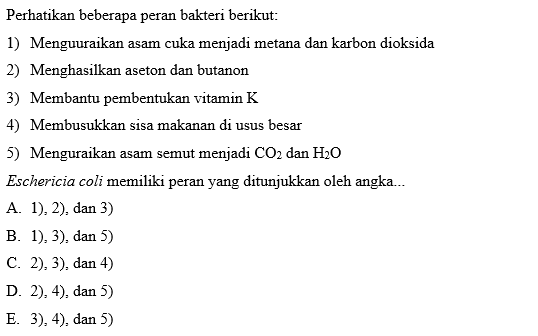 Perhatikan beberapa peran bakteri berikut:
1) Menguuraikan asam cuka menjadi metana dan karbon dioksida
2) Menghasilkan aseton dan butanon
3) Membantu pembentukan vitamin K
4) Membusukkan sisa makanan di usus besar
5) Menguraikan asam semut menjadi CO₂ dan H₂O
Eschericia coli memiliki peran yang ditunjukkan oleh angka...
A. 1), 2), dan 3)
B. 1), 3), dan 5)
C. 2), 3), dan 4)
D. 2), 4), dan 5)
E. 3), 4), dan 5)